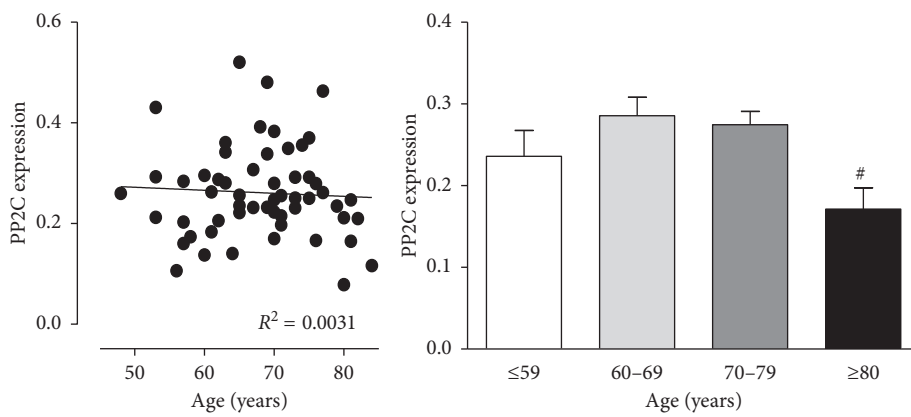 PP2C expression
0.6
0.4
0.2
0.0
R² = 0.0031
50 60 70 80
Age (years)
PP2C expression
0.4
0.3
0.2
0.1
0.0
#
≤59 60–69 70–79 ≥80
Age (years)